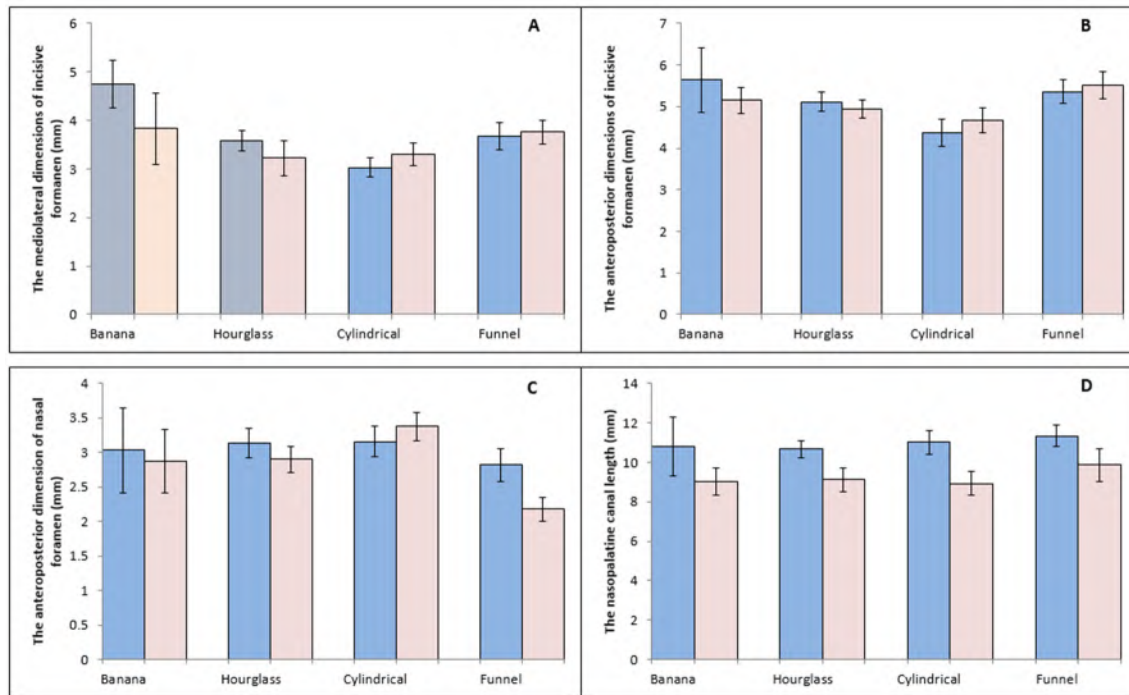 A
The mediolateral dimensions of incisive
formanen (mm)
6
5
4
3
2
1
0
Banana Hourglass Cylindrical Funnel
B
The anteroposterior dimensions of incisive
formanen (mm)
7
6
5
4
3
2
1
0
Banana Hourglass Cylindrical Funnel
C
The anteroposterior dimension of nasal
foramen (mm)
4
3.5
3
2.5
2
1.5
1
0.5
0
Banana Hourglass Cylindrical Funnel
D
The nasopalatine canal length (mm)
14
12
10
8
6
4
2
0
Banana Hourglass Cylindrical Funnel